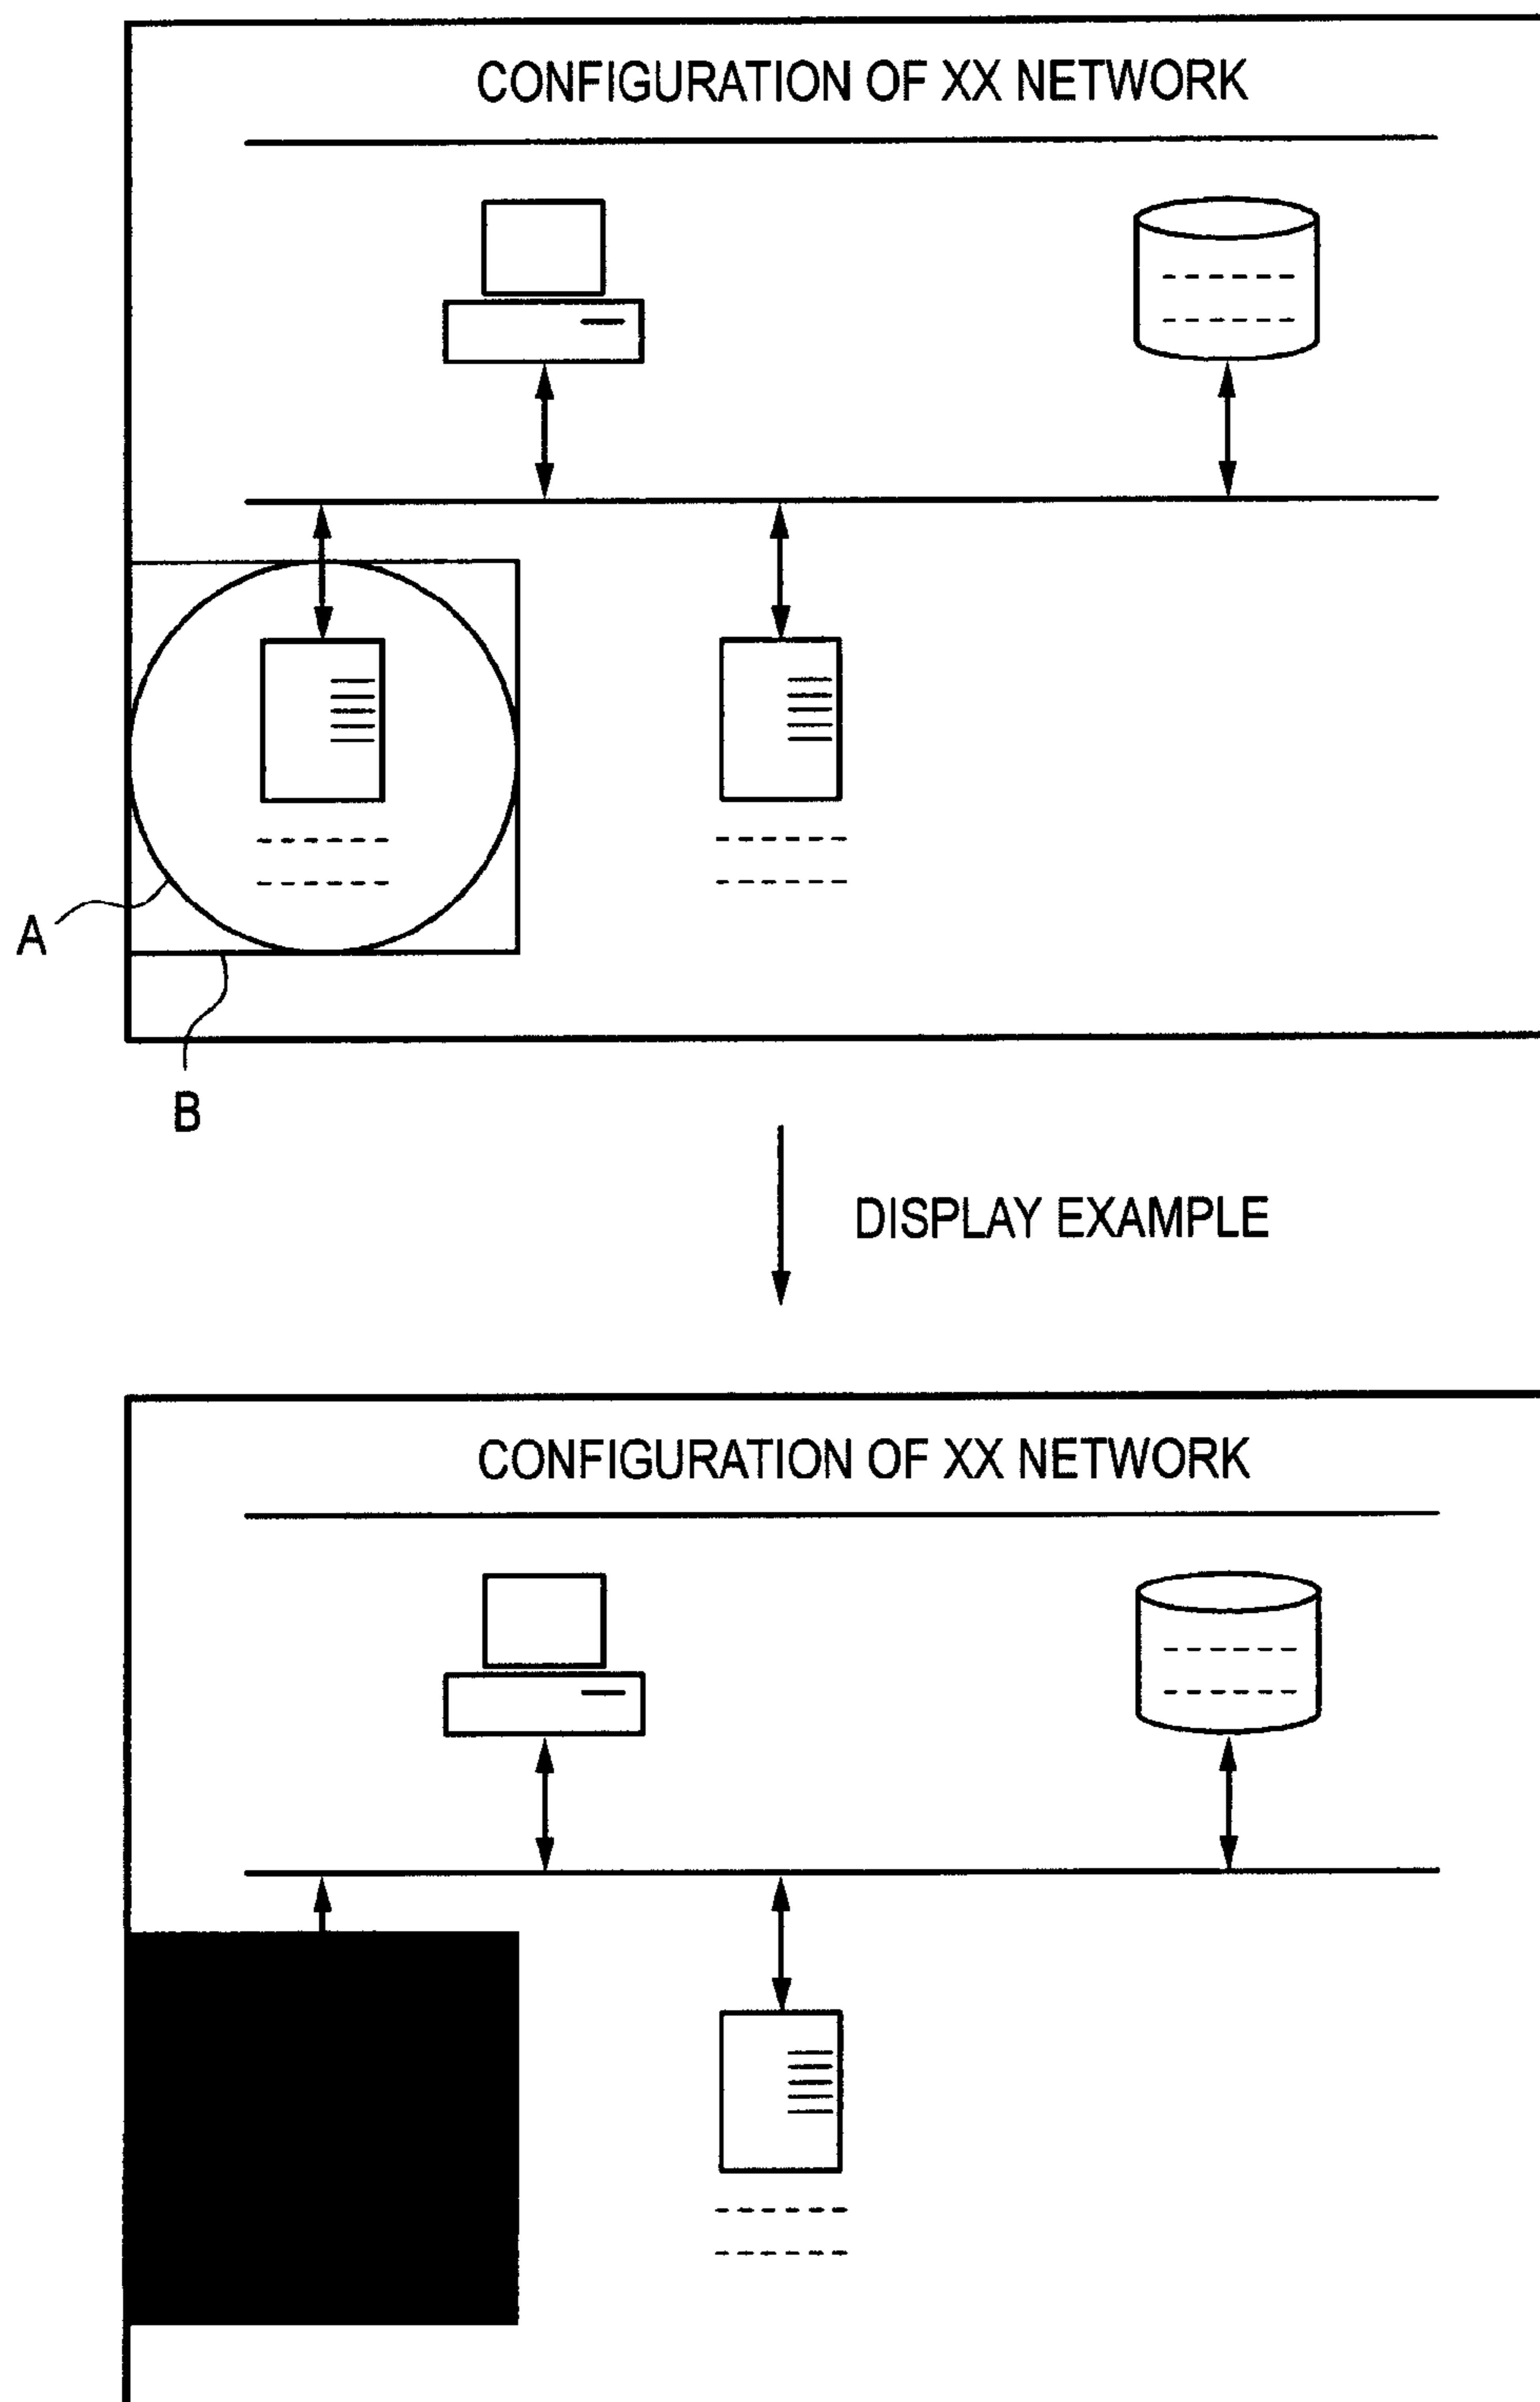 CONFIGURATION OF XX NETWORK
A
B
DISPLAY EXAMPLE
CONFIGURATION OF XX NETWORK